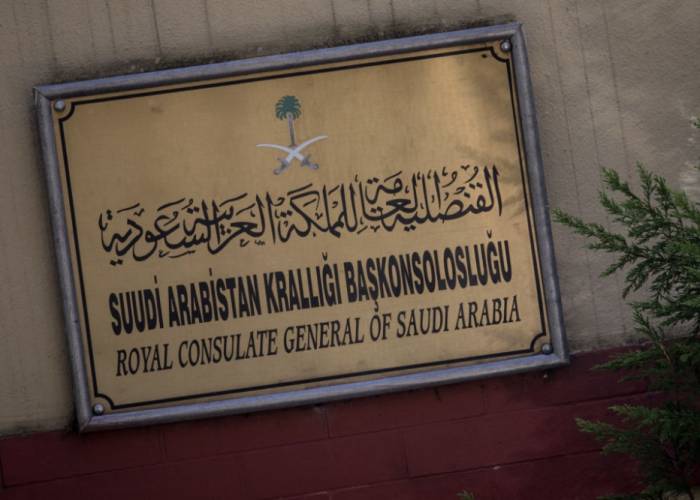 القنصلية العامة للمملكة العربية السعودية
SUUDİ ARABİSTAN KRALLIĞI BAŞKONSOLOSLUĞU
ROYAL CONSULATE GENERAL OF SAUDI ARABIA